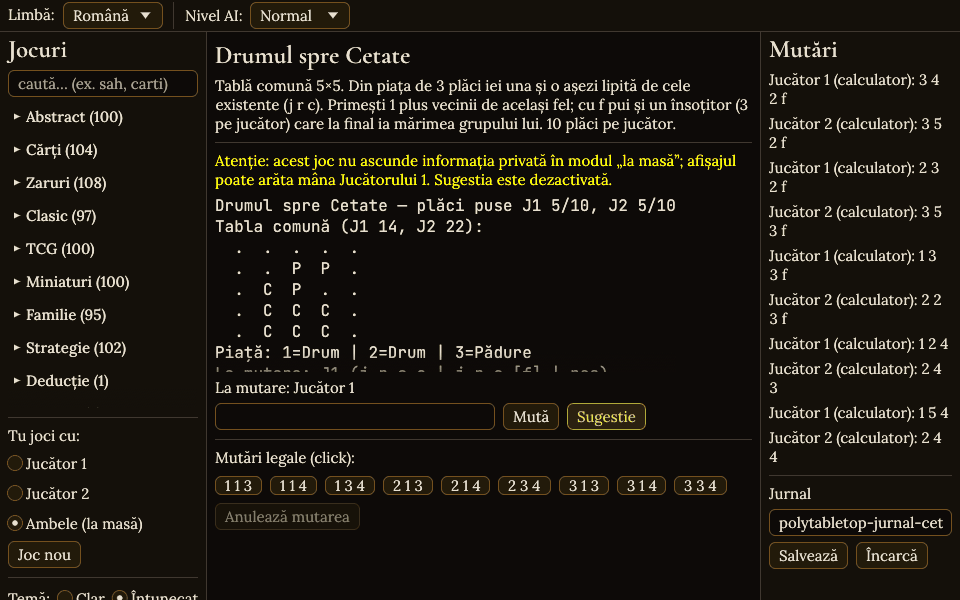 Limbă: Română ▼ Nivel AI: Normal ▼
Jocuri
caută... (ex. sah, carti)
▸ Abstract (100)
▸ Cărți (104)
▸ Zaruri (108)
▸ Clasic (97)
▸ TCG (100)
▸ Miniaturi (100)
▸ Familie (95)
▸ Strategie (102)
▸ Deducție (1)
Tu joci cu:
Jucător 1
Jucător 2
Ambele (la masă)
Joc nou
Temă: Clar Întunecat
Drumul spre Cetate
Tablă comună 5×5. Din piața de 3 plăci iei una și o așezi lipită de cele
existente (j r c). Primești 1 plus vecinii de același fel; cu f pui și un însoțitor (3
pe jucător) care la final ia mărimea grupului lui. 10 plăci pe jucător.
Atenție: acest joc nu ascunde informația privată în modul „la masă”; afișajul
poate arăta mâna Jucătorului 1. Sugestia este dezactivată.
Drumul spre Cetate — plăci puse J1 5/10, J2 5/10
Tabla comună (J1 14, J2 22):
. . . . .
. . P P .
. C P . .
. C C C .
. C C C .
Piață: 1=Drum | 2=Drum | 3=Pădure
La mutare: Jucător 1
Mută Sugestie
Mutări legale (click):
1 1 3 1 1 4 1 3 4 2 1 3 2 1 4 2 3 4 3 1 3 3 1 4 3 3 4
Anulează mutarea
Mutări
Jucător 1 (calculator): 3 4
2 f
Jucător 2 (calculator): 3 5
2 f
Jucător 1 (calculator): 2 3
2 f
Jucător 2 (calculator): 3 5
3 f
Jucător 1 (calculator): 1 3
3 f
Jucător 2 (calculator): 2 2
3 f
Jucător 1 (calculator): 1 2 4
Jucător 2 (calculator): 2 4
3
Jucător 1 (calculator): 1 5 4
Jucător 2 (calculator): 2 4
4
Jurnal
polytabletop-jurnal-cet
Salvează Încarcă